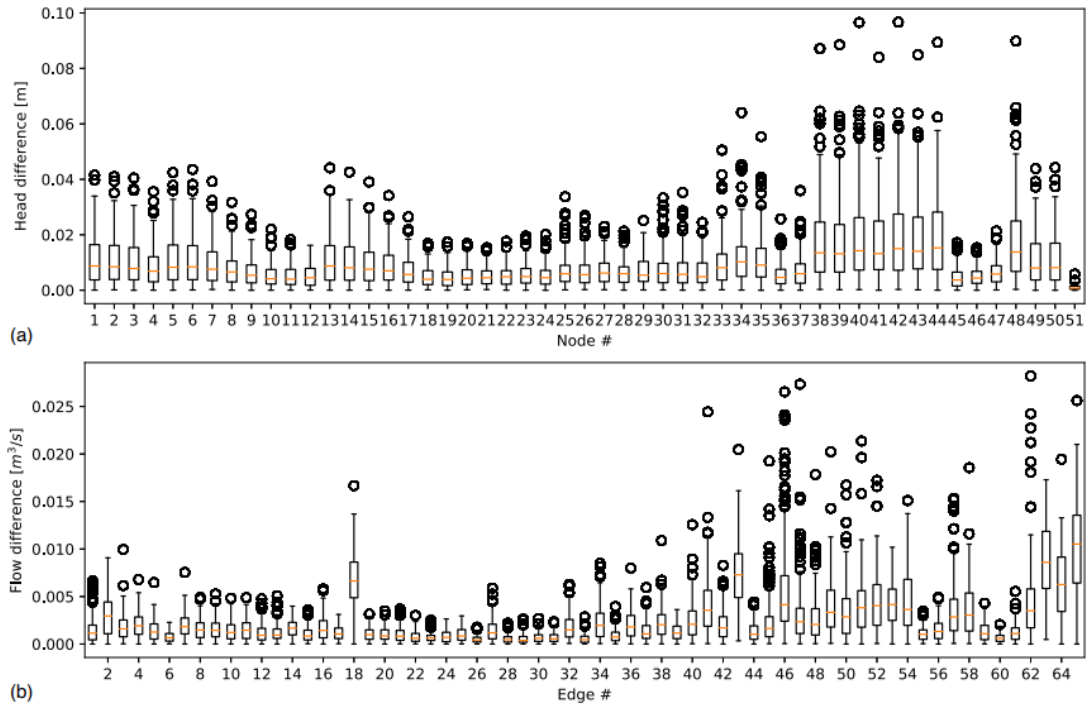 0.10
0.08
0.06
0.04
0.02
0.00
Head difference [m]
1 2 3 4 5 6 7 8 9 10 11 12 13 14 15 16 17 18 19 20 21 22 23 24 25 26 27 28 29 30 31 32 33 34 35 36 37 38 39 40 41 42 43 44 45 46 47 48 49 50 51
(a)
Node #
0.025
0.020
0.015
0.010
0.005
0.000
Flow difference [m³/s]
2 4 6 8 10 12 14 16 18 20 22 24 26 28 30 32 34 36 38 40 42 44 46 48 50 52 54 56 58 60 62 64
(b)
Edge #